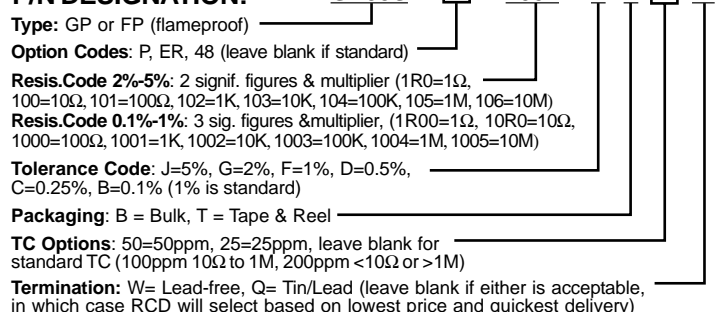 P/N DESIGNATION:
Type: GP or FP (flameproof)
Option Codes: P, ER, 48 (leave blank if standard)
Resis.Code 2%-5%: 2 signif. figures & multiplier (1R0=1Ω,
100=10Ω, 101=100Ω, 102=1K, 103=10K, 104=100K, 105=1M, 106=10M)
Resis.Code 0.1%-1%: 3 sig. figures &multiplier, (1R00=1Ω, 10R0=10Ω,
1000=100Ω, 1001=1K, 1002=10K, 1003=100K, 1004=1M, 1005=10M)
Tolerance Code: J=5%, G=2%, F=1%, D=0.5%,
C=0.25%, B=0.1% (1% is standard)
Packaging: B = Bulk, T = Tape & Reel
TC Options: 50=50ppm, 25=25ppm, leave blank for
standard TC (100ppm 10Ω to 1M, 200ppm <10Ω or >1M)
Termination: W= Lead-free, Q= Tin/Lead (leave blank if either is acceptable,
in which case RCD will select based on lowest price and quickest delivery)